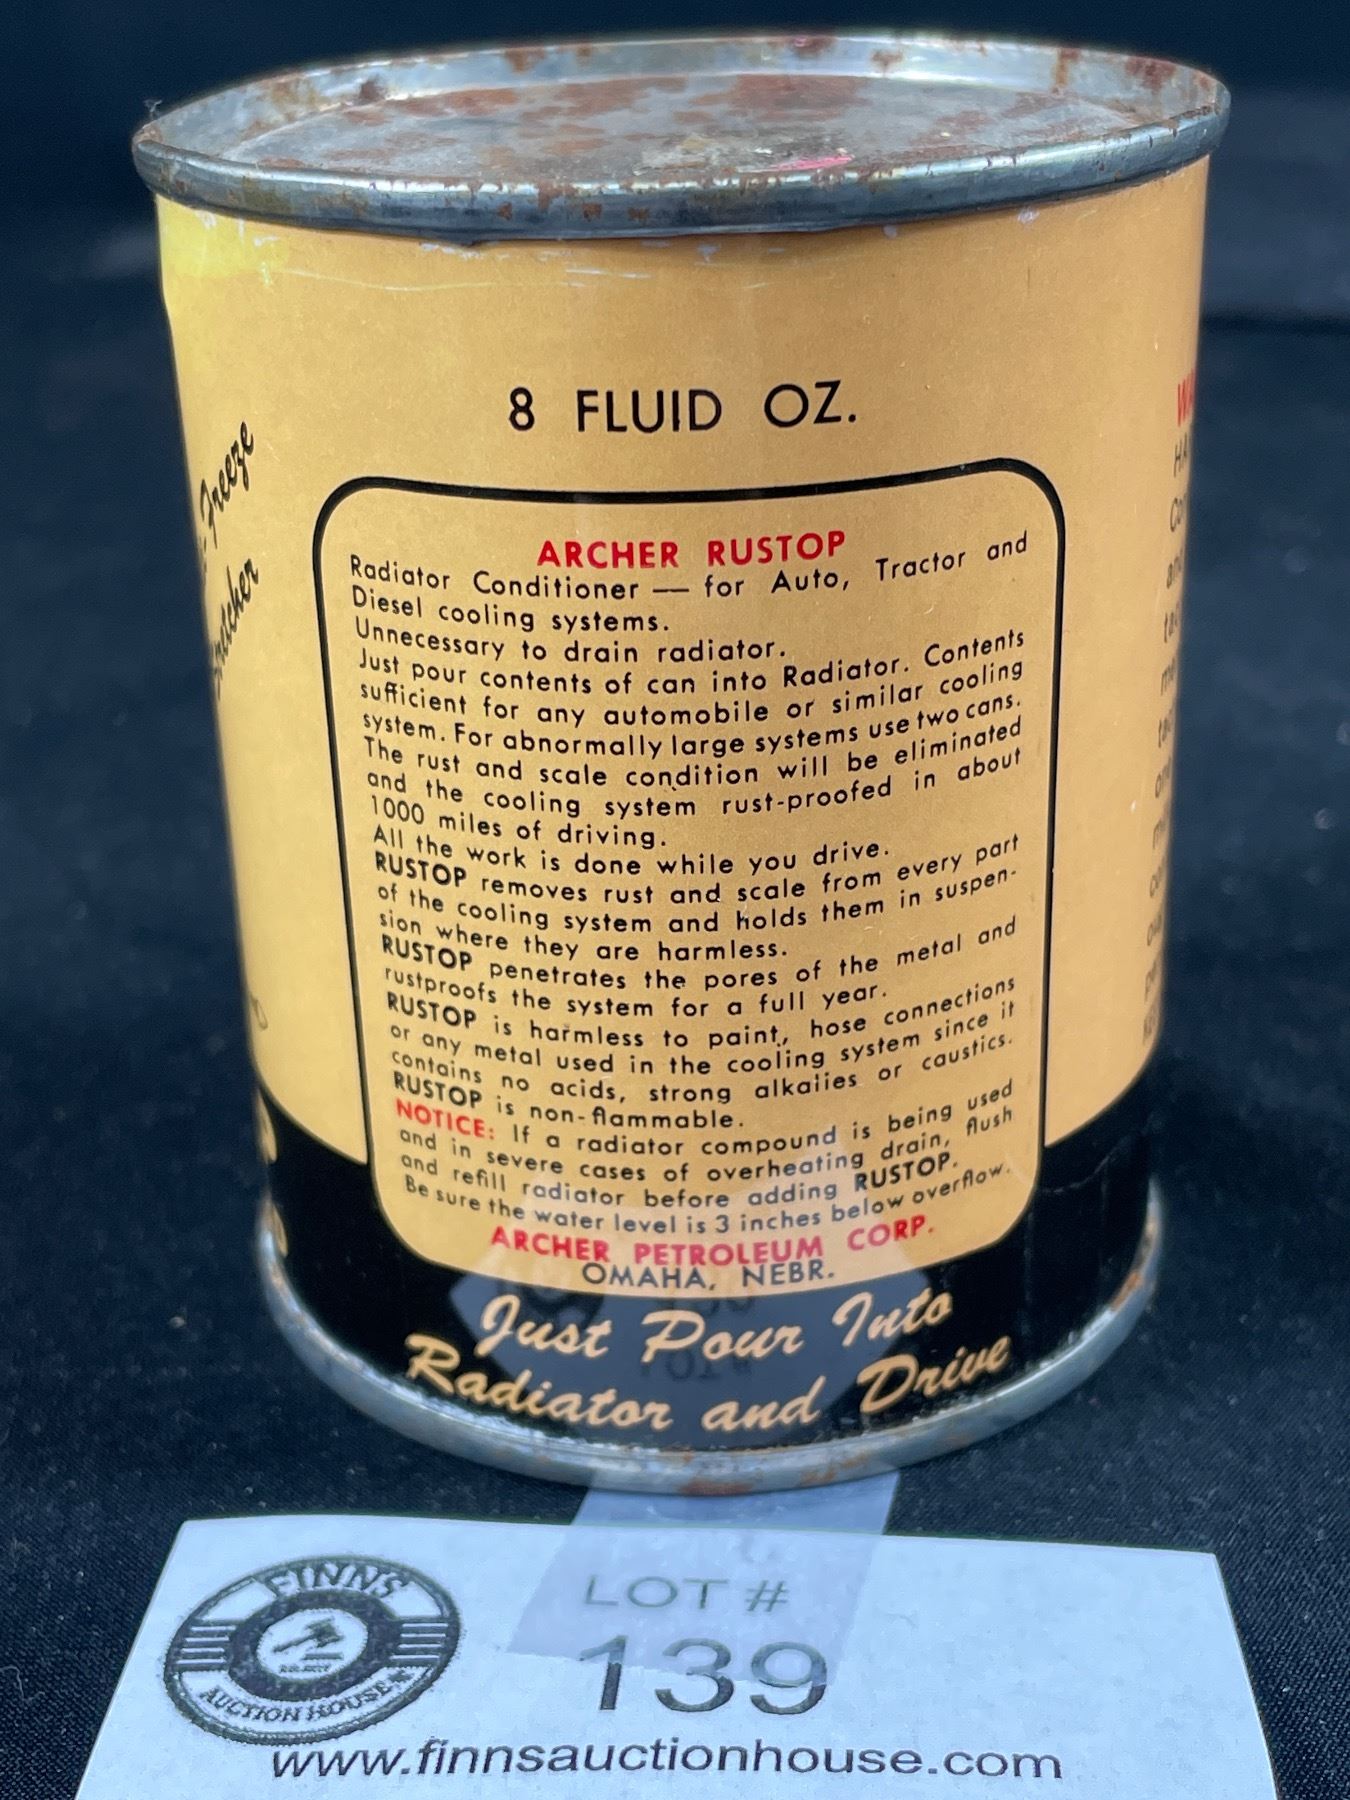 8 FLUID OZ.
ARCHER RUSTOP
Radiator Conditioner — for Auto, Tractor and
Diesel cooling systems.
Unnecessary to drain radiator.
Just pour contents of can into Radiator. Contents
sufficient for any automobile or similar cooling
system. For abnormally large systems use two cans.
The rust and scale condition will be eliminated
and the cooling system rust-proofed in about
1000 miles of driving.
All the work is done while you drive.
RUSTOP removes rust and scale from every part
of the cooling system and holds them in suspen-
sion where they are harmless.
RUSTOP penetrates the pores of the metal and
rustproofs the system for a full year.
RUSTOP is harmless to paint, hose connections
or any metal used in the cooling system since it
contains no acids, strong alkalies or caustics.
RUSTOP is non-flammable.
NOTICE: If a radiator compound is being used
and in severe cases of overheating drain, flush
and refill radiator before adding RUSTOP.
Be sure the water level is 3 inches below overflow.
ARCHER PETROLEUM CORP.
OMAHA, NEBR.
Just Pour Into
Radiator and Drive
Freeze
FINNS
AUCTION HOUSE
LOT #
139
www.finnsauctionhouse.com